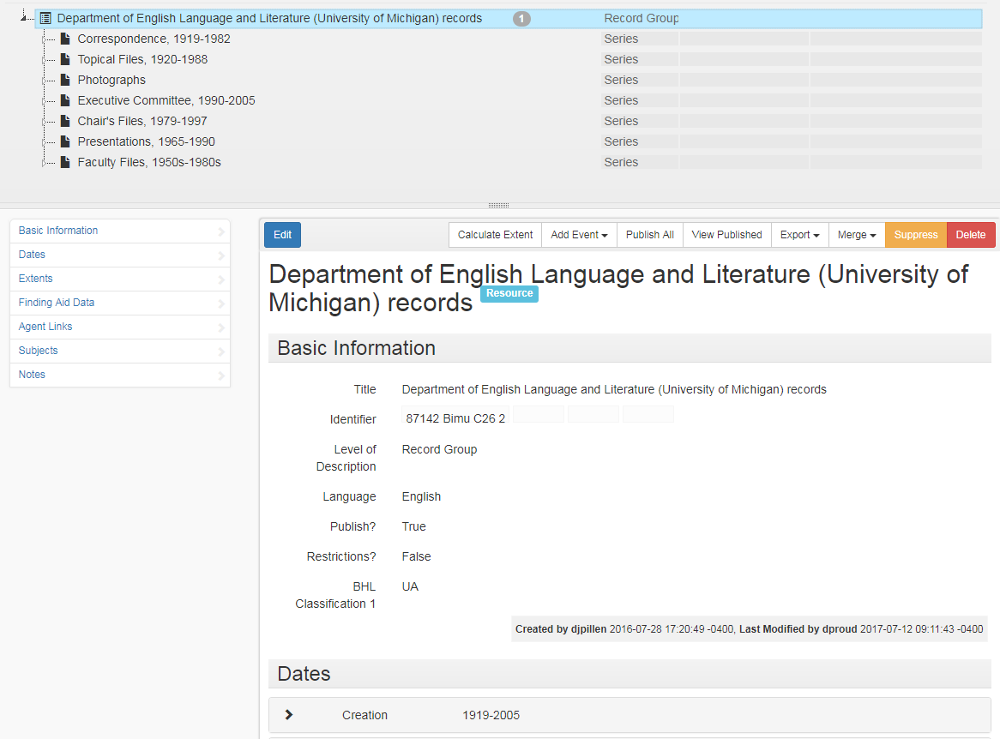 Department of English Language and Literature (University of Michigan) records 1 Record Group
Correspondence, 1919-1982 Series
Topical Files, 1920-1988 Series
Photographs Series
Executive Committee, 1990-2005 Series
Chair's Files, 1979-1997 Series
Presentations, 1965-1990 Series
Faculty Files, 1950s-1980s Series
Basic Information
Dates
Extents
Finding Aid Data
Agent Links
Subjects
Notes
Edit Calculate Extent Add Event Publish All View Published Export Merge Suppress Delete
Department of English Language and Literature (University of
Michigan) records Resource
Basic Information
Title Department of English Language and Literature (University of Michigan) records
Identifier 87142 Bimu C26 2
Level of Record Group
Description
Language English
Publish? True
Restrictions? False
BHL UA
Classification 1
Created by djpillen 2016-07-28 17:20:49 -0400, Last Modified by dproud 2017-07-12 09:11:43 -0400
Dates
Creation 1919-2005